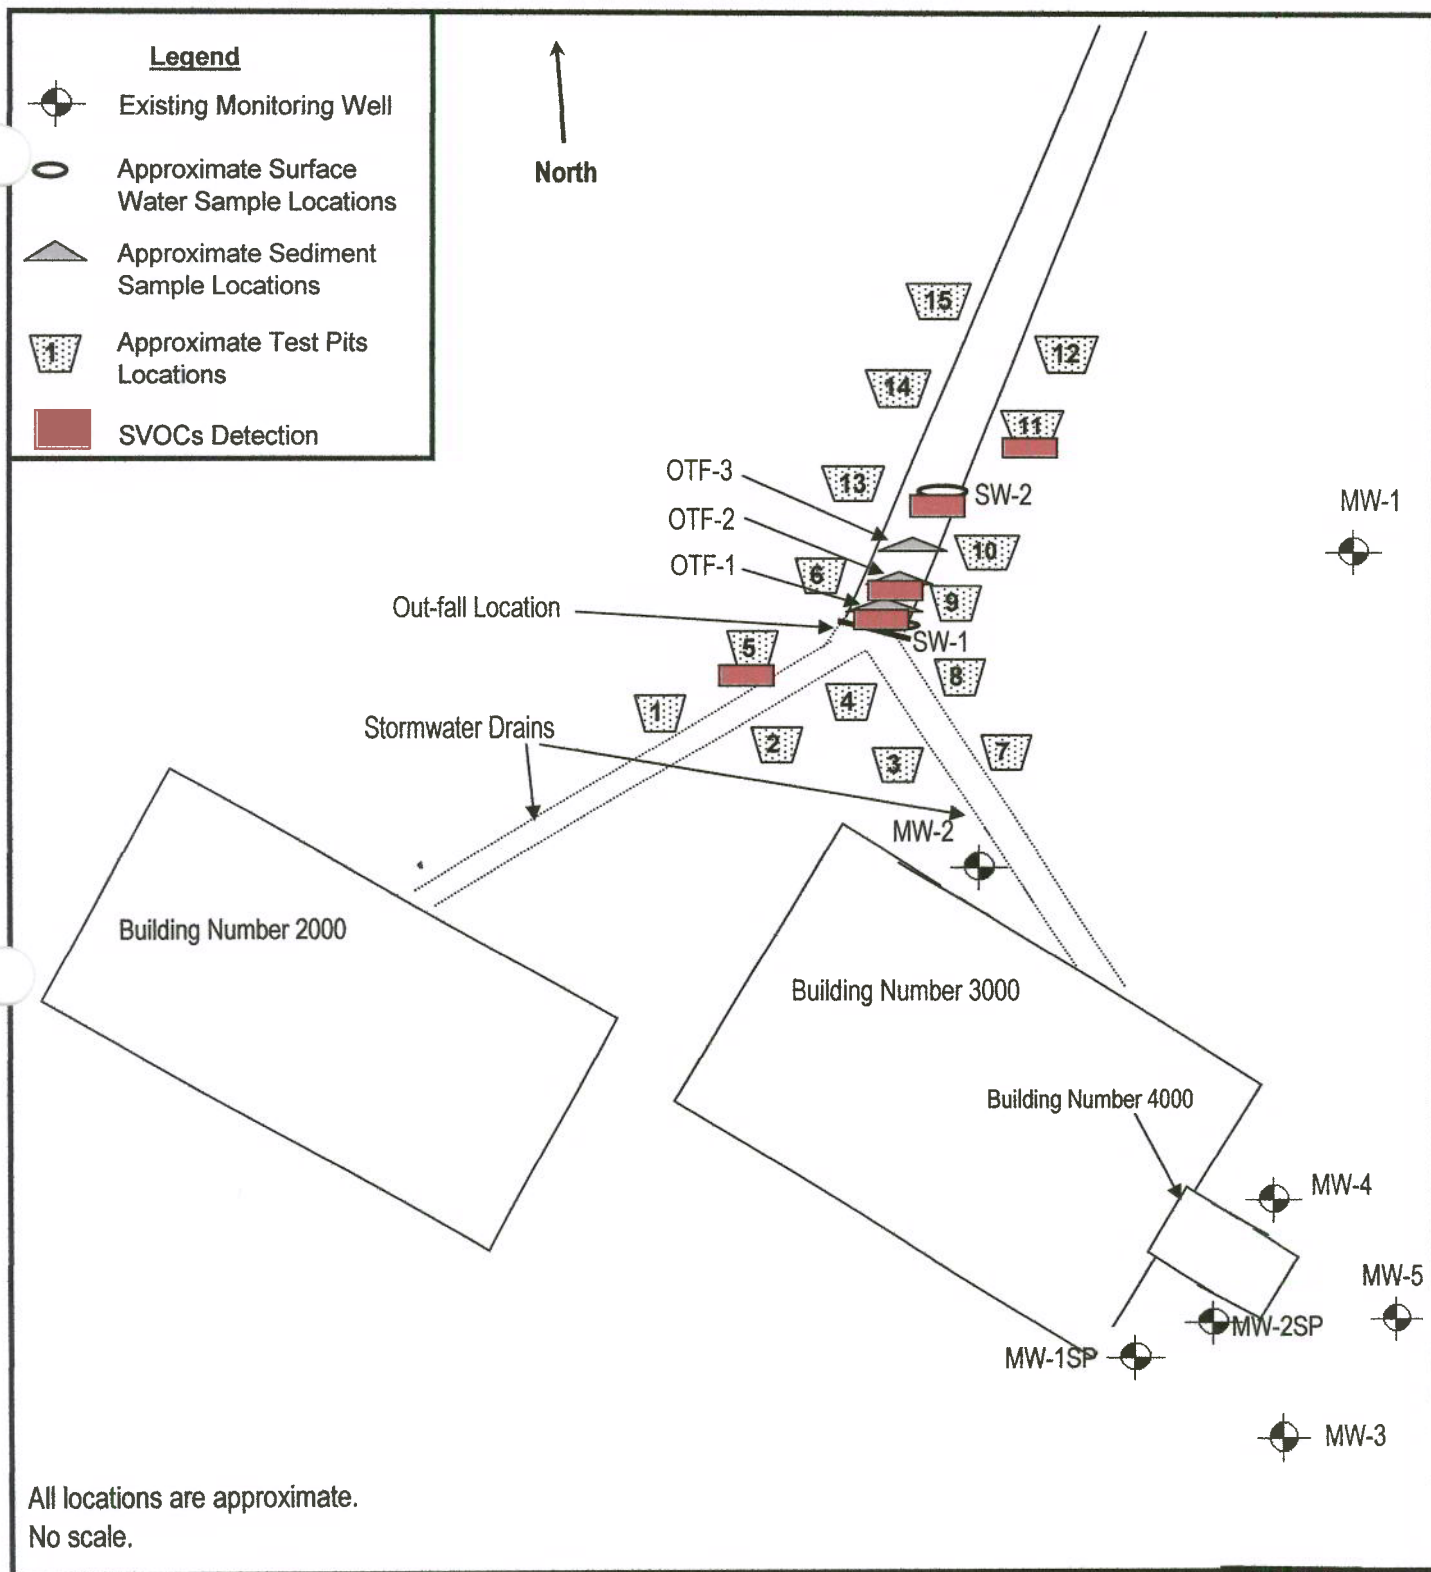 Legend
Existing Monitoring Well
Approximate Surface
Water Sample Locations
Approximate Sediment
Sample Locations
1
Approximate Test Pits
Locations
SVOCs Detection
North
15
12
14
11
OTF-3
13
SW-2
MW-1
OTF-2
10
OTF-1
6
9
Out-fall Location
SW-1
5
8
4
1
Stormwater Drains
2
7
3
MW-2
Building Number 2000
Building Number 3000
Building Number 4000
MW-4
MW-5
MW-2SP
MW-1SP
MW-3
All locations are approximate.
No scale.